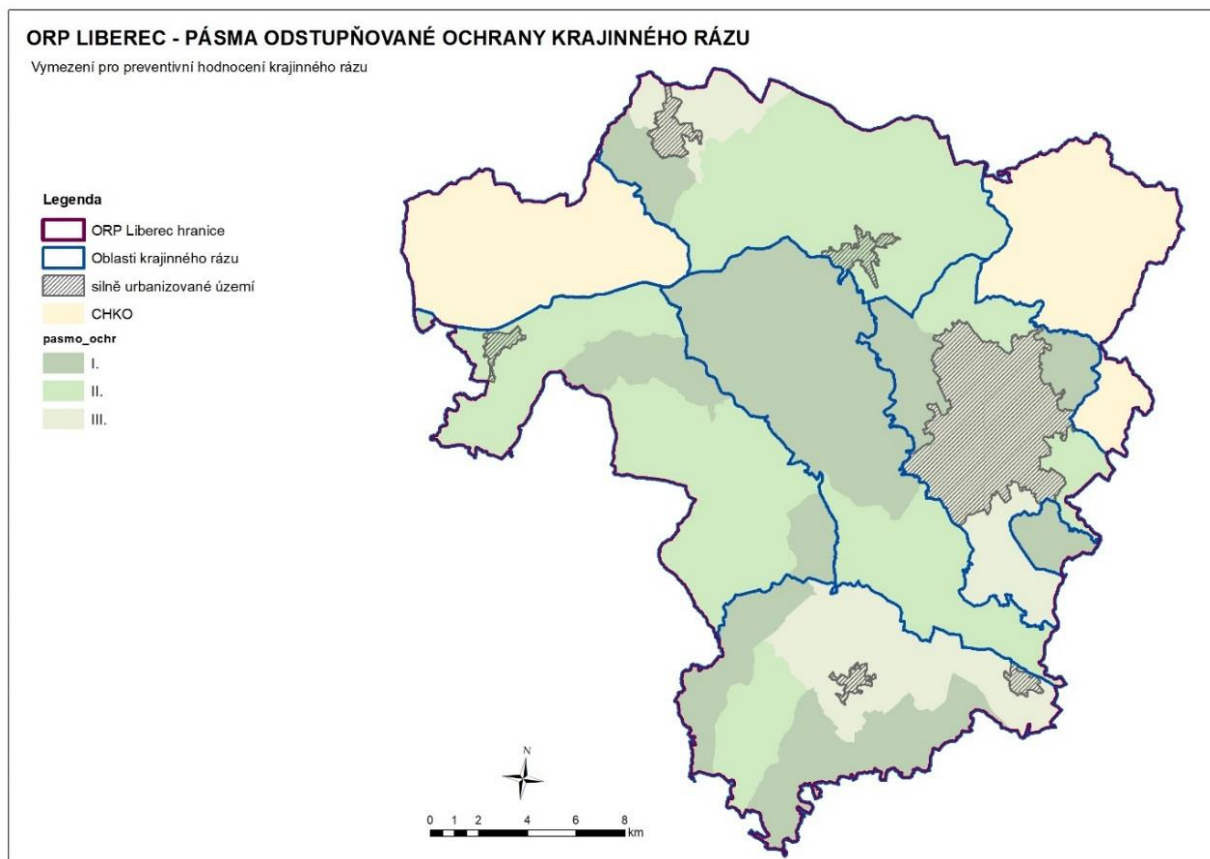 ORP LIBEREC - PÁSMA ODSTUPŇOVANÉ OCHRANY KRAJINNÉHO RÁZU
Vymezení pro preventivní hodnocení krajinného rázu
Legenda
ORP Liberec hranice
Oblasti krajinného rázu
silně urbanizované území
CHKO
pasmo_ochr
I.
II.
III.
N
0 1 2 4 6 8
km